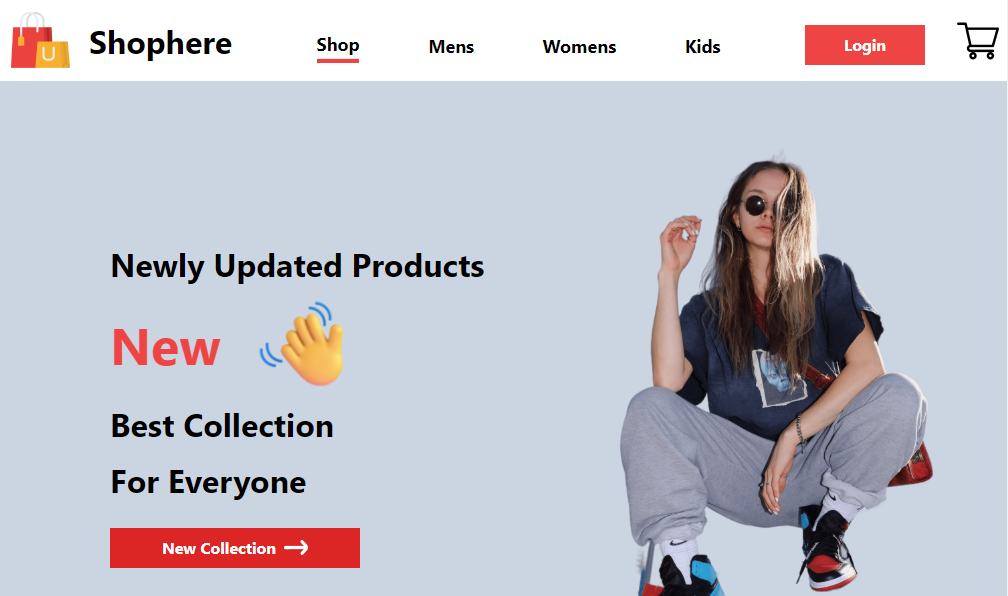 Shophere
Shop
Mens
Womens
Kids
Login
Newly Updated Products
New
Best Collection
For Everyone
New Collection